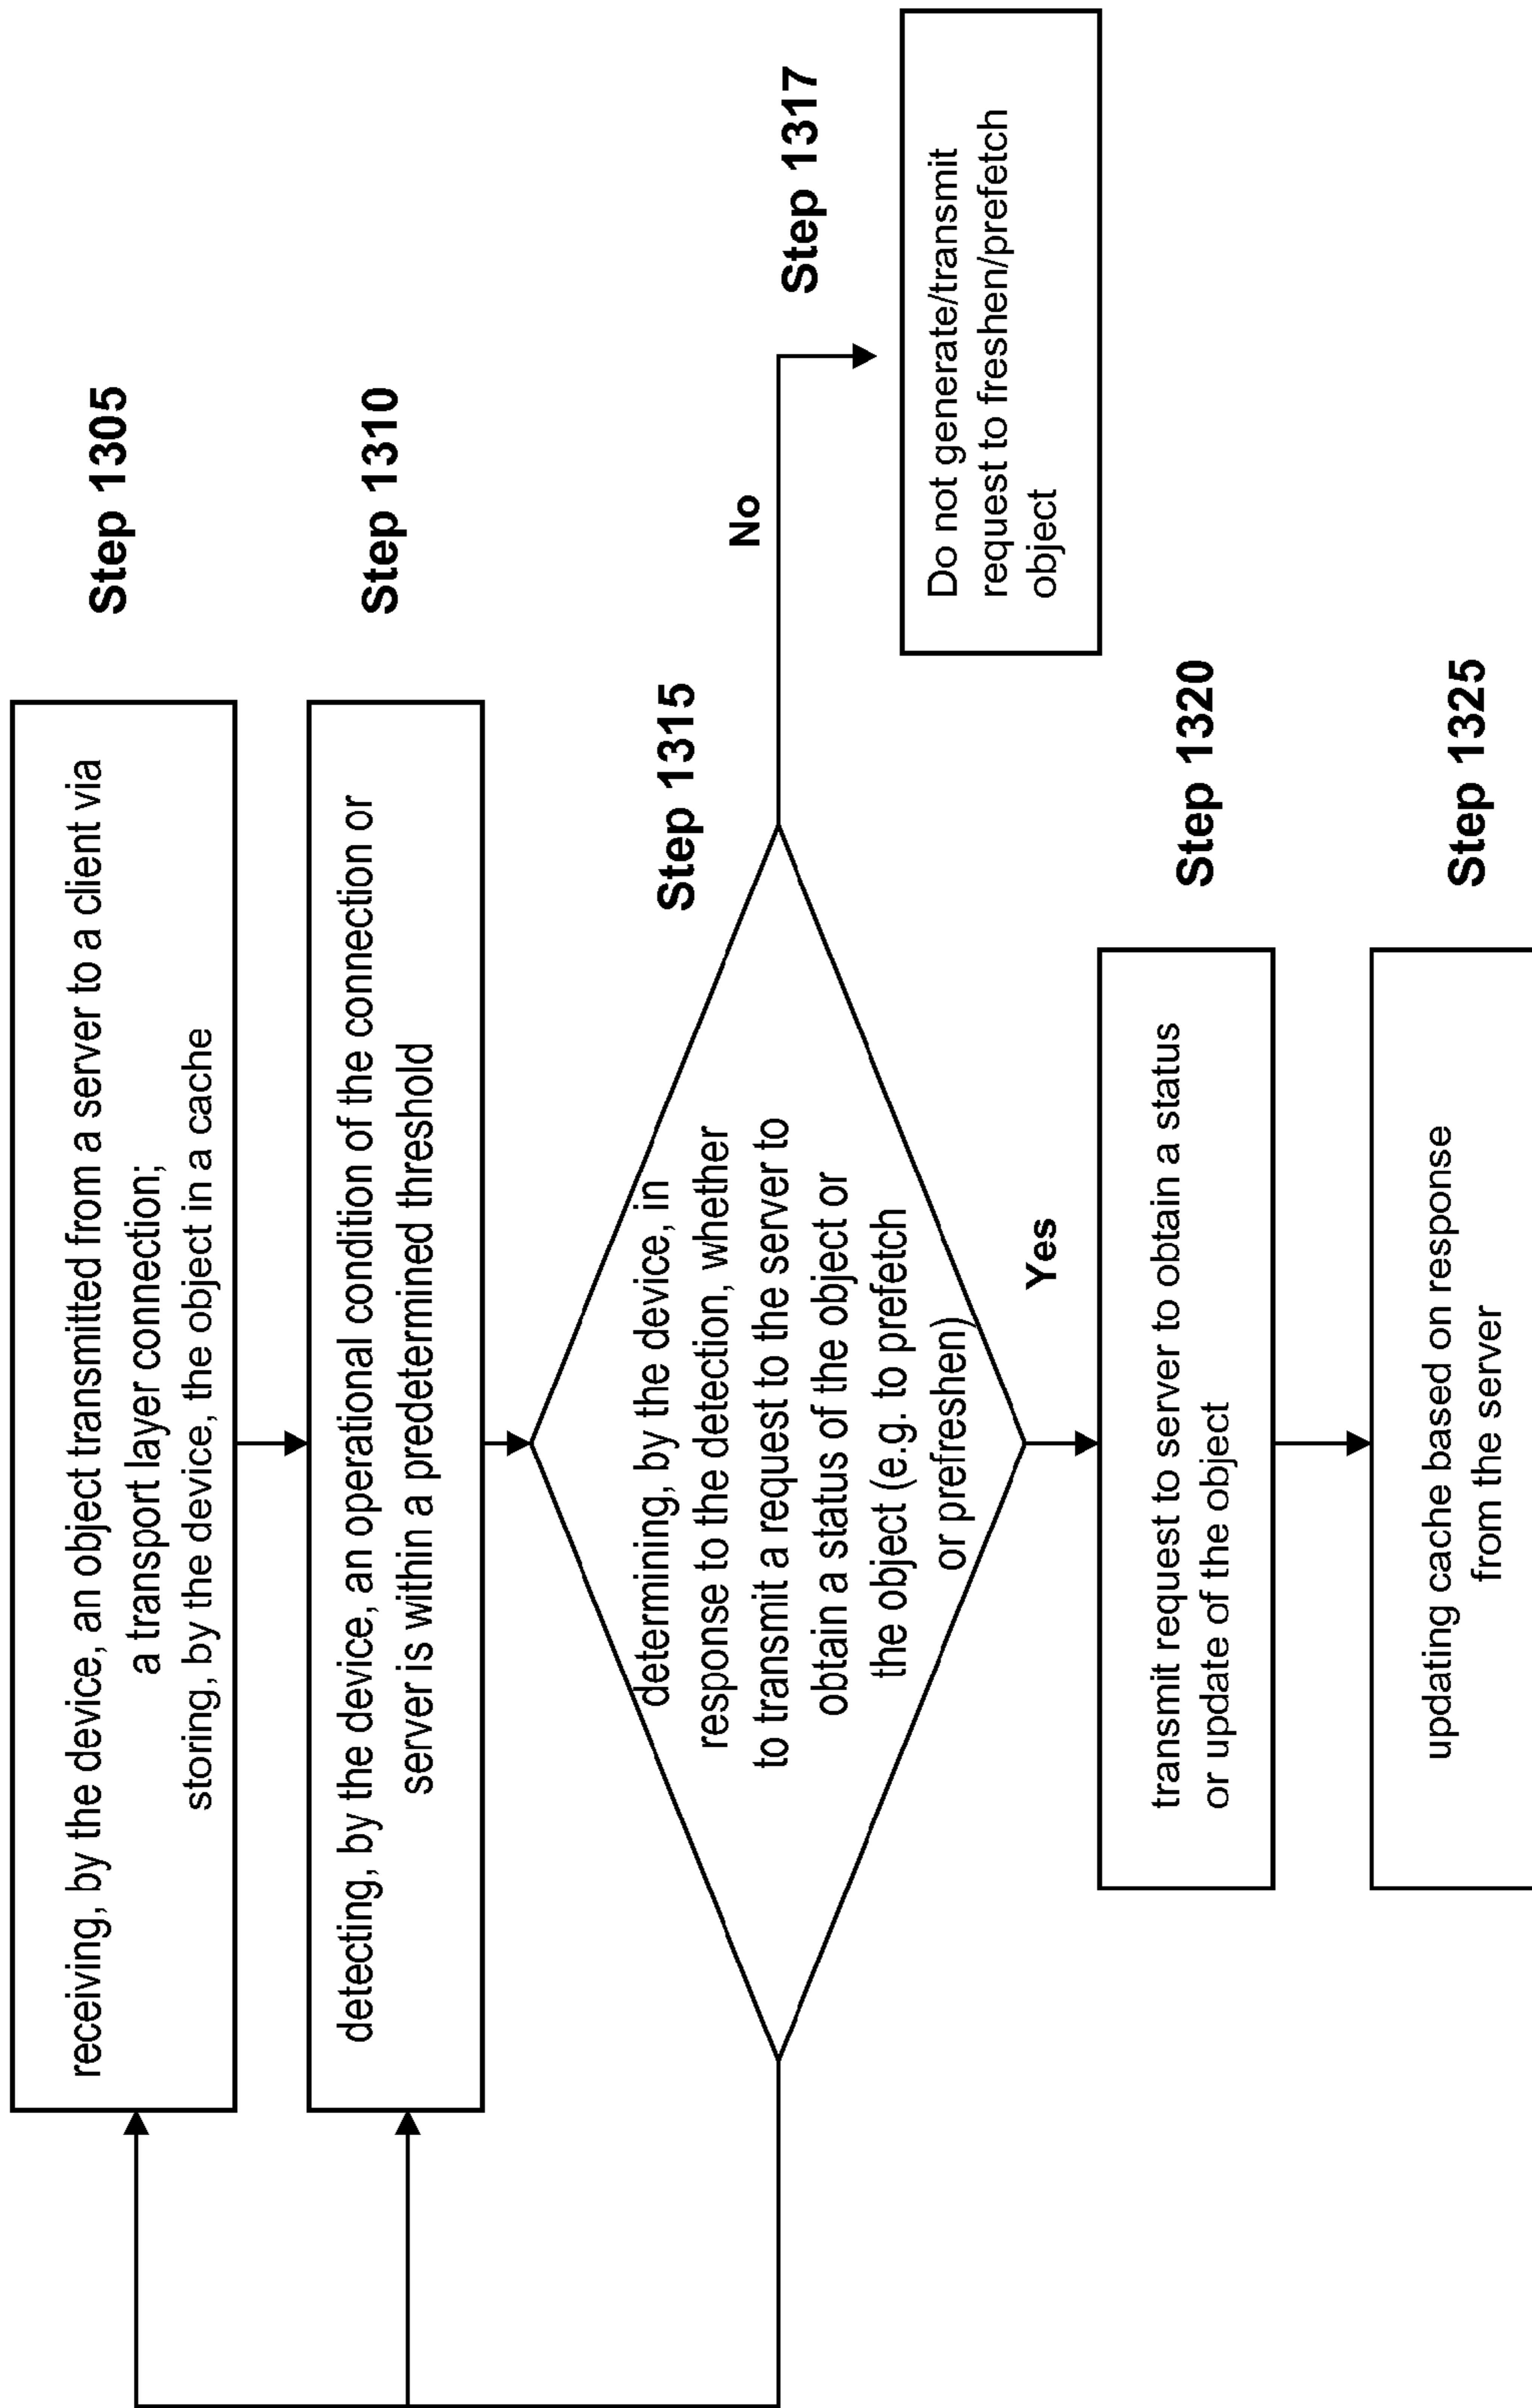 receiving, by the device, an object transmitted from a server to a client via
a transport layer connection;
storing, by the device, the object in a cache
Step 1305
detecting, by the device, an operational condition of the connection or
server is within a predetermined threshold
Step 1310
Step 1315
determining, by the device, in
response to the detection, whether
to transmit a request to the server to
obtain a status of the object or
the object (e.g. to prefetch
or prefreshen)
No
Step 1317
Do not generate/transmit
request to freshen/prefetch
object
Yes
transmit request to server to obtain a status
or update of the object
Step 1320
updating cache based on response
from the server
Step 1325